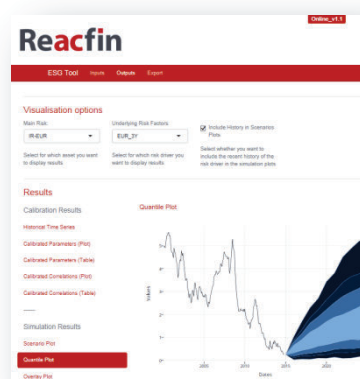 Online_v1.1
Reacfin
ESG Tool Inputs Outputs Export
Visualisation options
Main Risk: Underlying Risk Factors: Include History in Scenarios Plots
IR-EUR EUR_3Y
Select for which asset you want to display results
Select for which risk driver you want to display results
Select whether you want to include the recent history of the risk driver in the simulation plots
Results
Calibration Results
Quantile Plot
Historical Time Series
Calibrated Parameters (Plot)
Calibrated Parameters (Table)
Calibrated Correlations (Plot)
Calibrated Correlations (Table)
Simulation Results
Scenario Plot
Quantile Plot
Overlay Plot
2005 2010 2015 2020
Dates